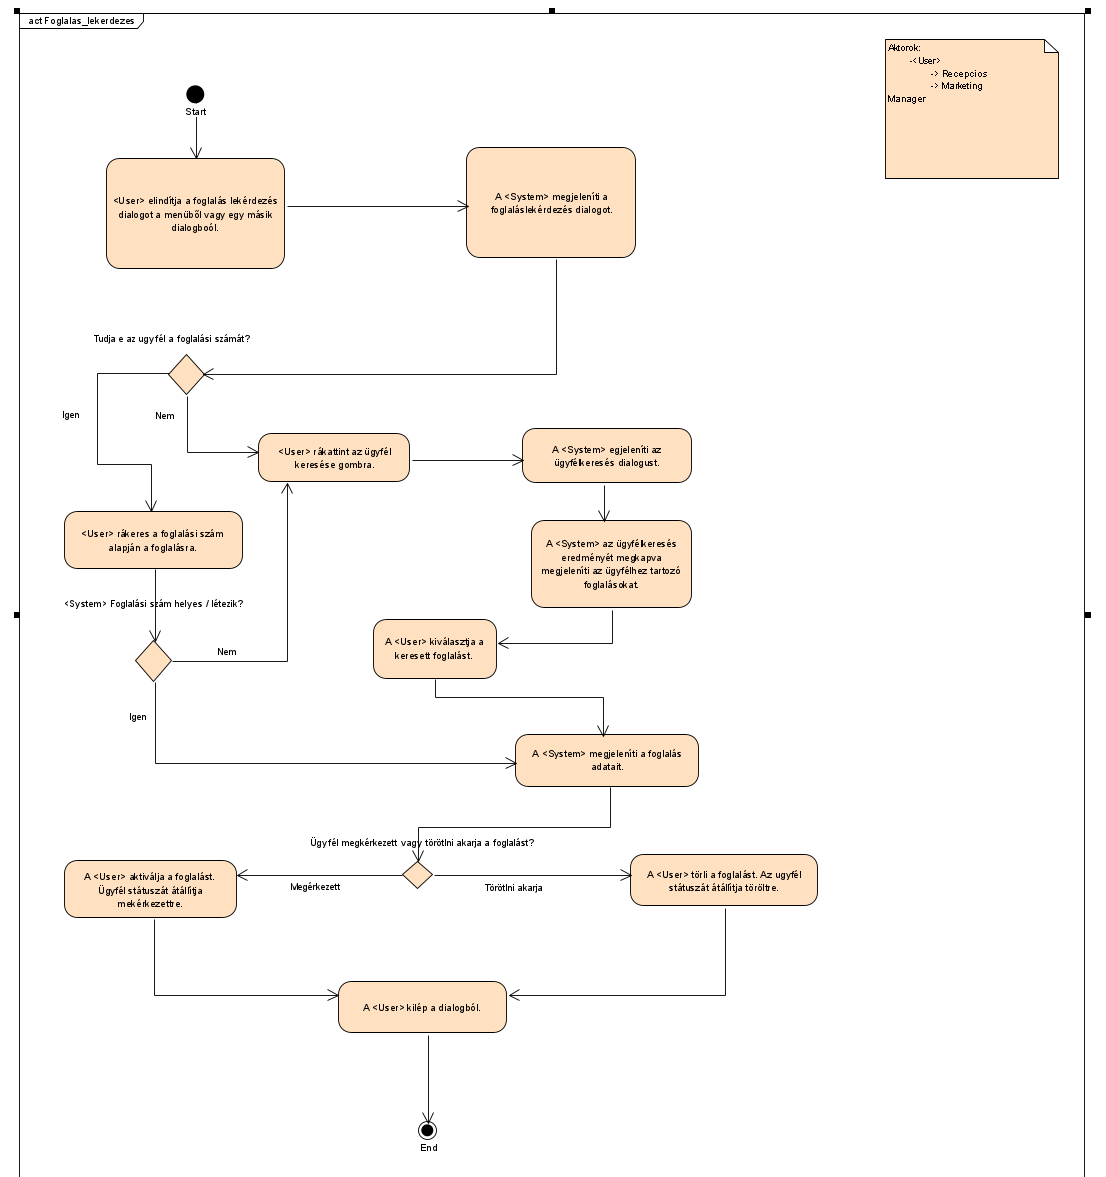 act Foglalas_lekerdezes
Aktorok:
-<User>
-> Recepcios
-> Marketing
Manager
Start
<User> elindítja a foglalás lekérdezés
dialogot a menüből vagy egy másik
dialogboól.
A <System> megjeleníti a
foglaláslekérdezés dialogot.
Tudja e az ugyfél a foglalási számát?
Igen
Nem
<User> rákattint az ügyfél
keresése gombra.
A <System> egjeleníti az
ügyfélkeresés dialogust.
<User> rákeres a foglalási szám
alapján a foglalásra.
A <System> az ügyfélkeresés
eredményét megkapva
megjeleníti az ügyfélhez tartozó
foglalásokat.
<System> Foglalási szám helyes / létezik?
Nem
A <User> kiválasztja a
keresett foglalást.
Igen
A <System> megjeleníti a foglalás
adatait.
Ügyfél megkérkezett vagy törötlni akarja a foglalást?
A <User> aktiválja a foglalást.
Ügyfél státuszát átállítja
mekérkezettre.
Megérkezett
Törötlni akarja
A <User> törli a foglalást. Az ugyfél
státuszát átállítja töröltre.
A <User> kilép a dialogból.
End